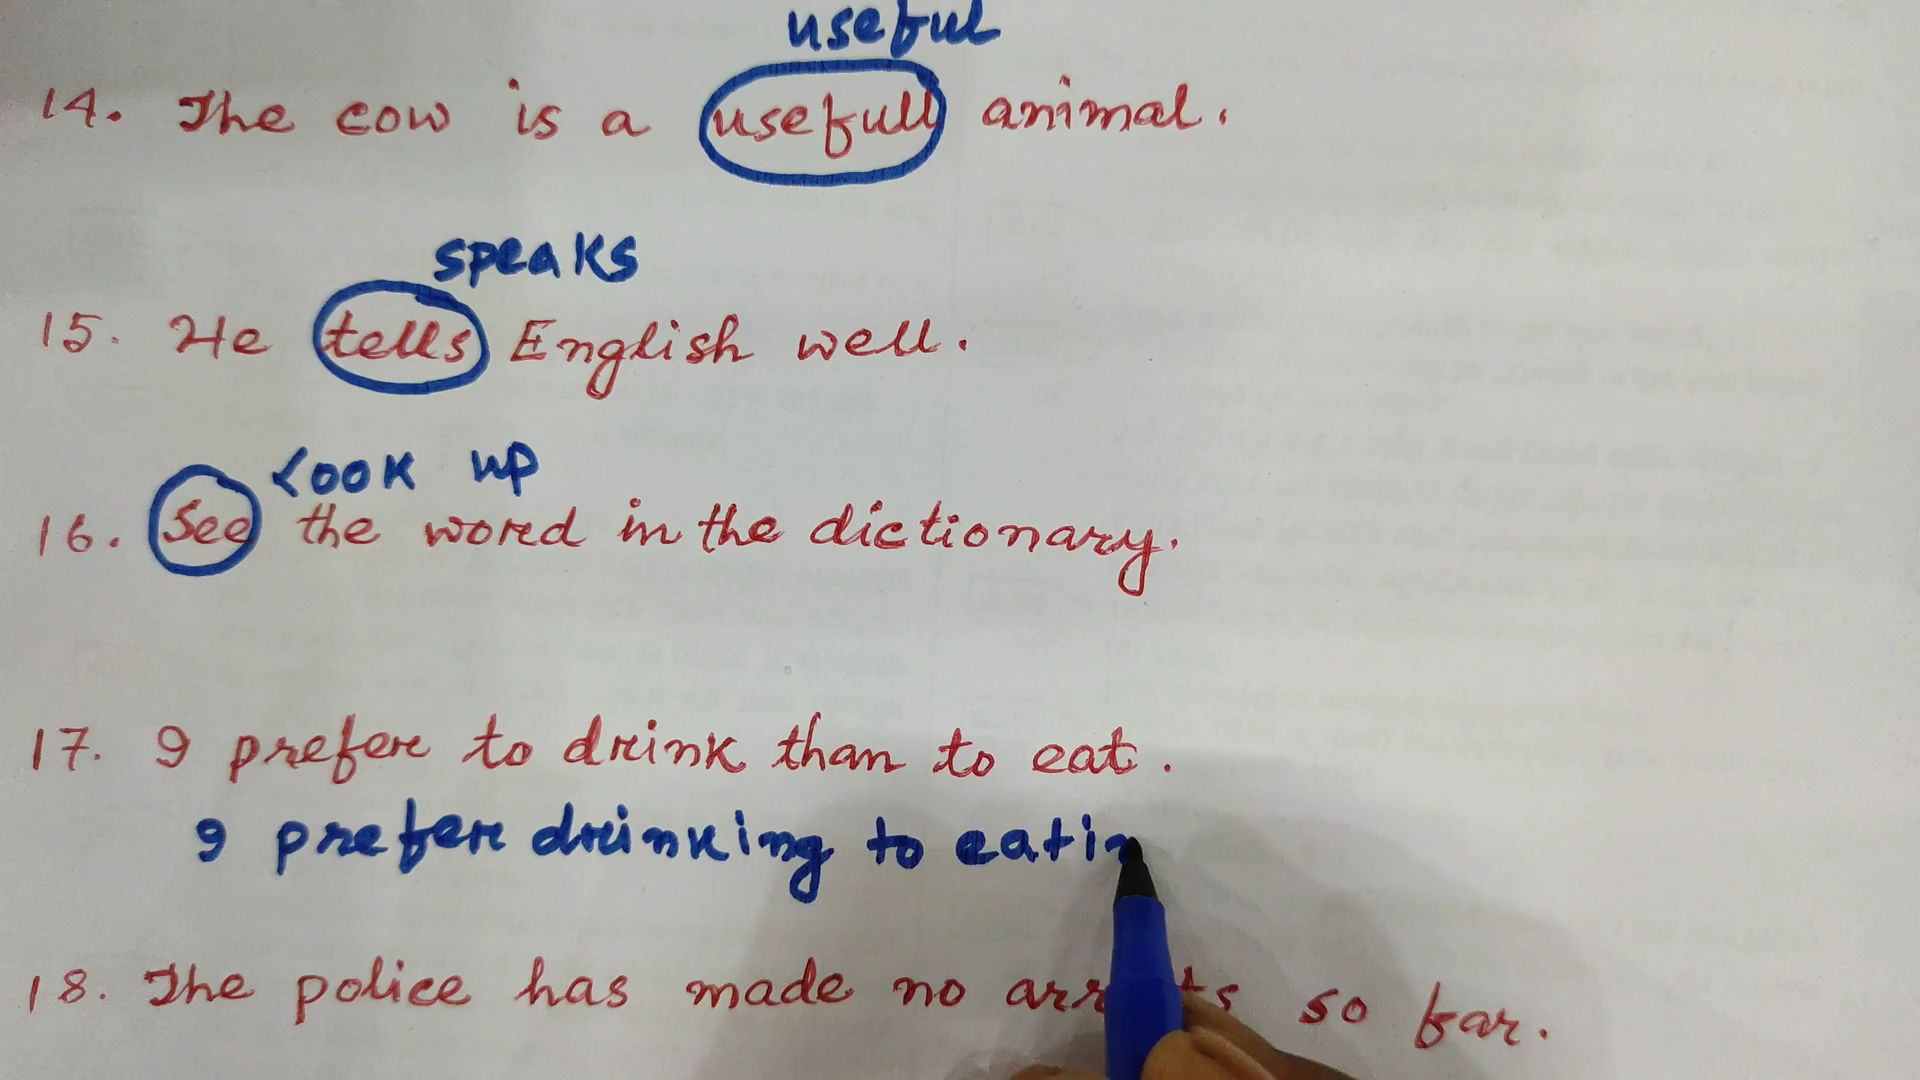 useful
14. The cow is a usefull animal.
speaks
15. He tells English well.
Look up
16. See the word in the dictionary.
17. I prefer to drink than to eat.
I prefer drinking to eatin
18. The police has made no so far.